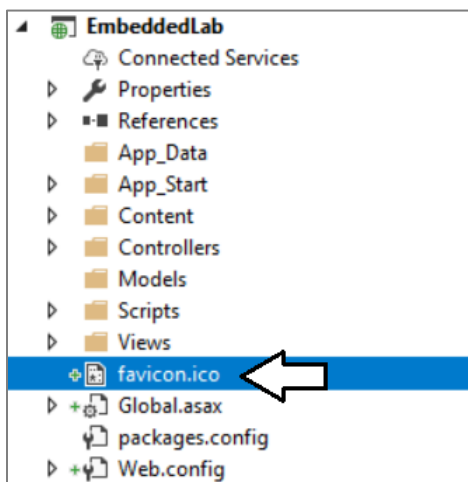 EmbeddedLab
Connected Services
Properties
References
App_Data
App_Start
Content
Controllers
Models
Scripts
Views
favicon.ico
Global.asax
packages.config
Web.config